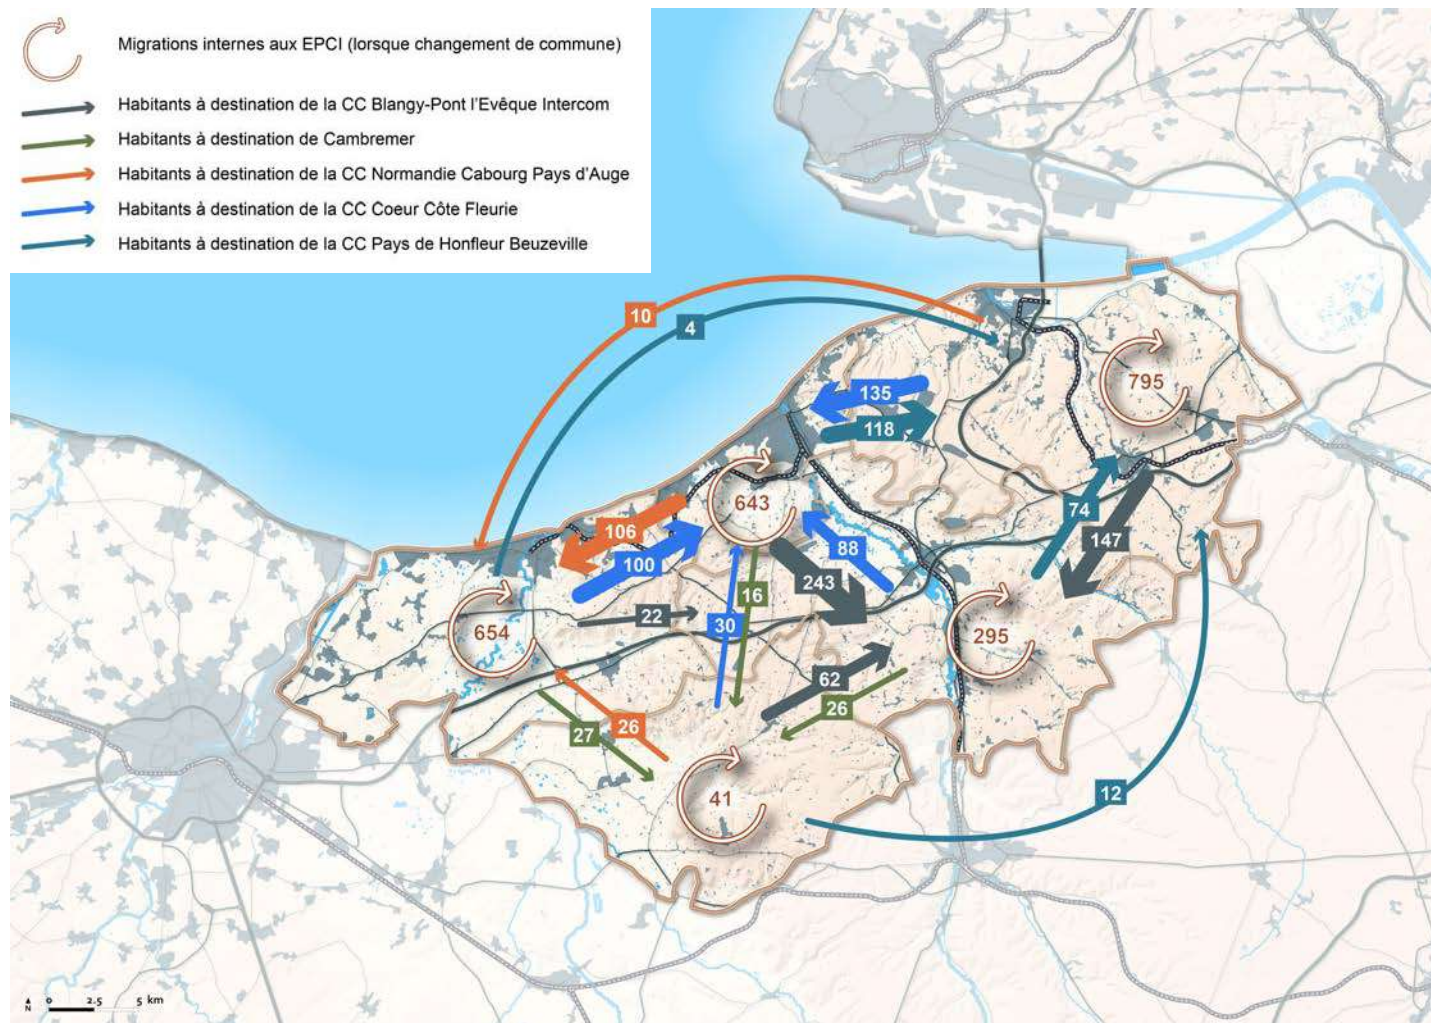 Migrations internes aux EPCI (lorsque changement de commune)
Habitants à destination de la CC Blangy-Pont l'Evêque Intercom
Habitants à destination de Cambremer
Habitants à destination de la CC Normandie Cabourg Pays d'Auge
Habitants à destination de la CC Coeur Côte Fleurie
Habitants à destination de la CC Pays de Honfleur Beuzeville
10
4
795
135
118
643
74
106
147
100
88
243
16
22
30
654
295
62
26
26
27
41
12
N
0 2.5 5 km